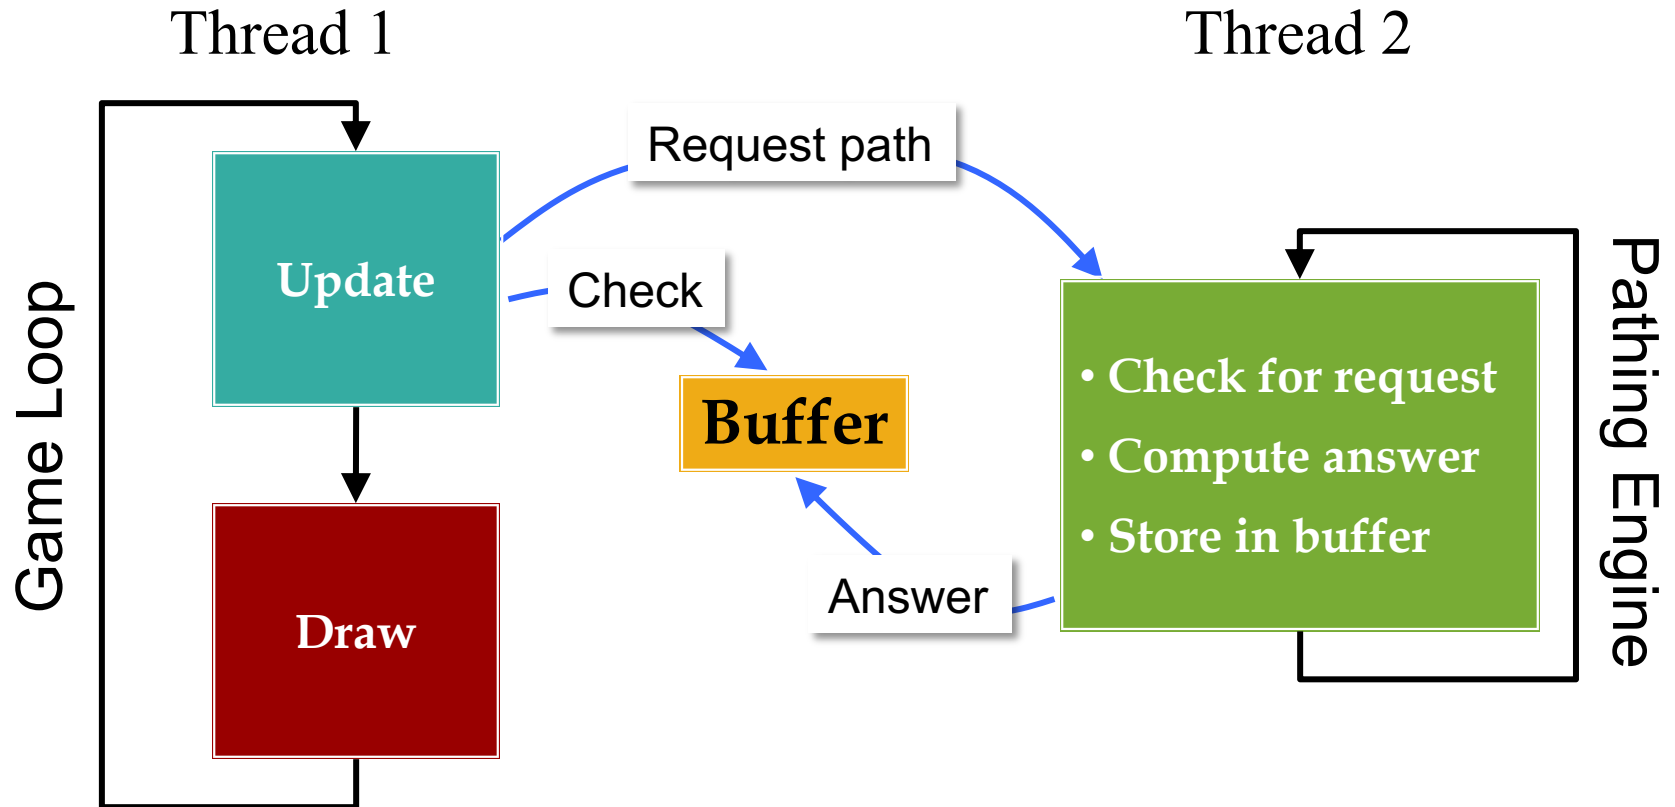 Thread 1
Thread 2
Game Loop
Update
Draw
Request path
Check
Buffer
Answer
• Check for request
• Compute answer
• Store in buffer
Pathing Engine